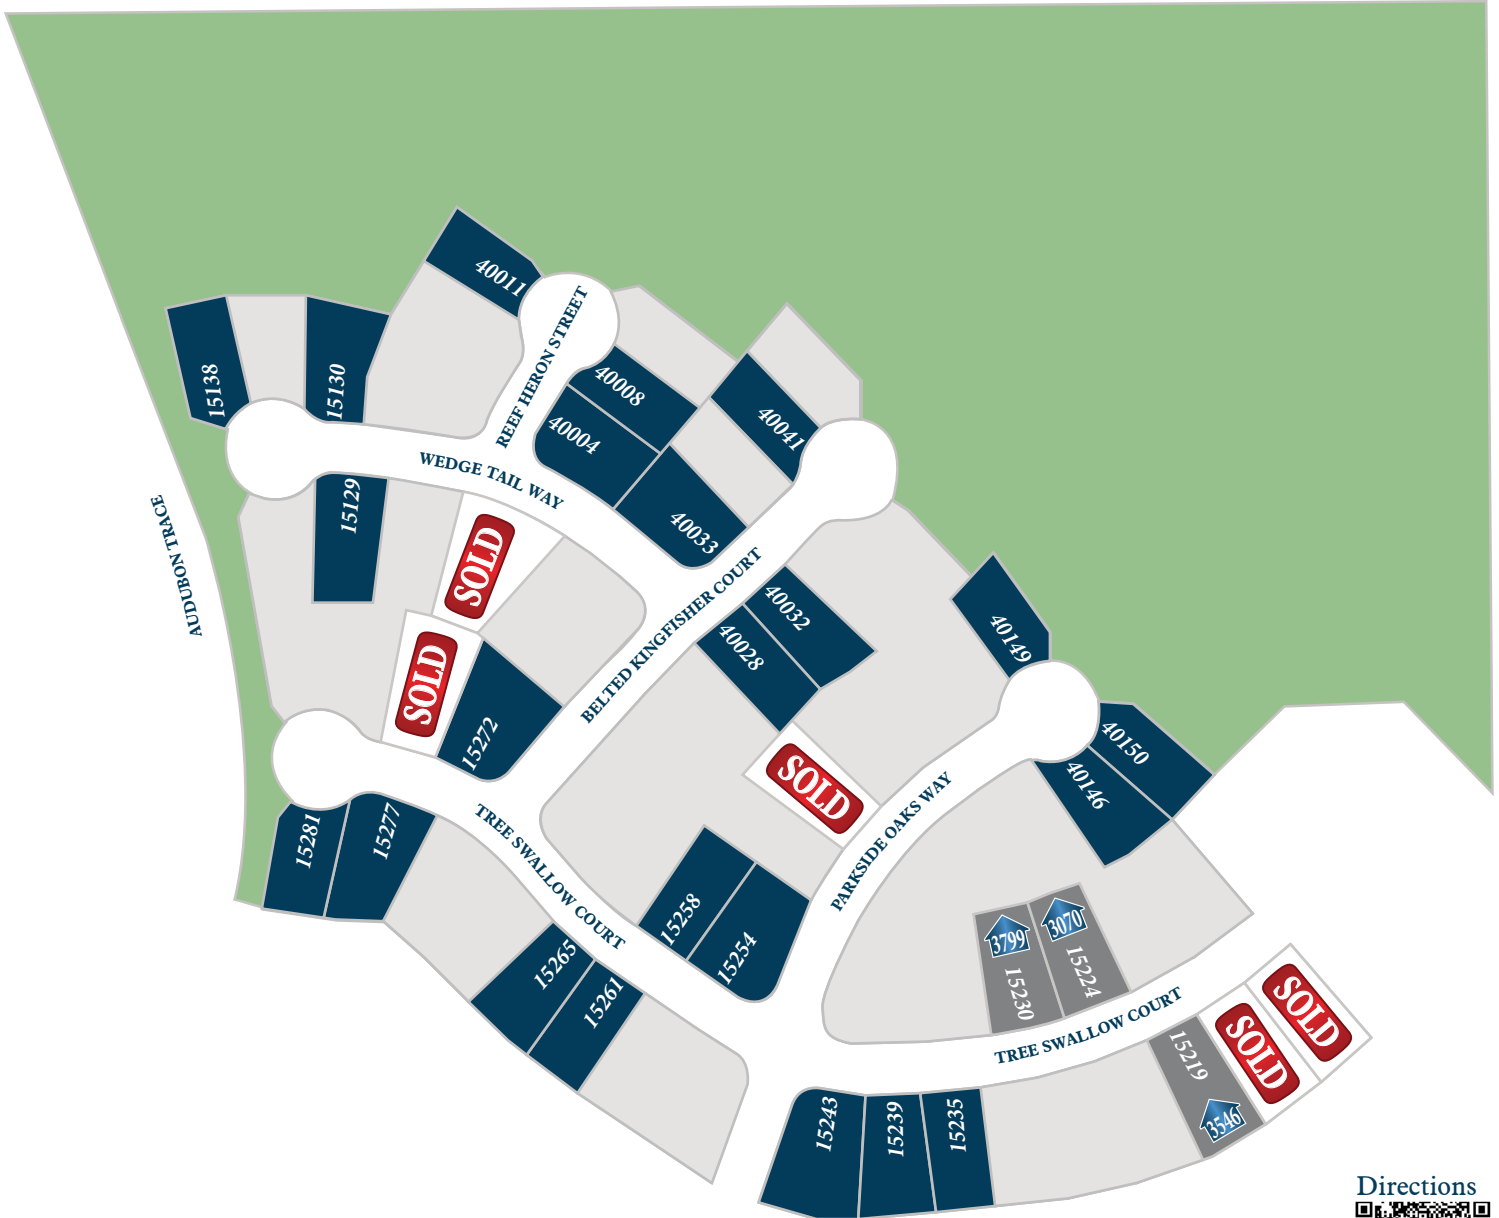 40011
REEF HERON STREET
15138
15130
40008
40004
40041
WEDGE TAIL WAY
15129
40033
AUDUBON TRACE
SOLD
BELTED KINGFISHER COURT
40032
40028
40149
SOLD
15272
SOLD
40150
40146
15281
15277
TREE SWALLOW COURT
PARKSIDE OAKS WAY
15258
15254
15265
15261
3799
15230
3070
15224
TREE SWALLOW COURT
15219
3546
SOLD
SOLD
15243
15239
15235
Directions